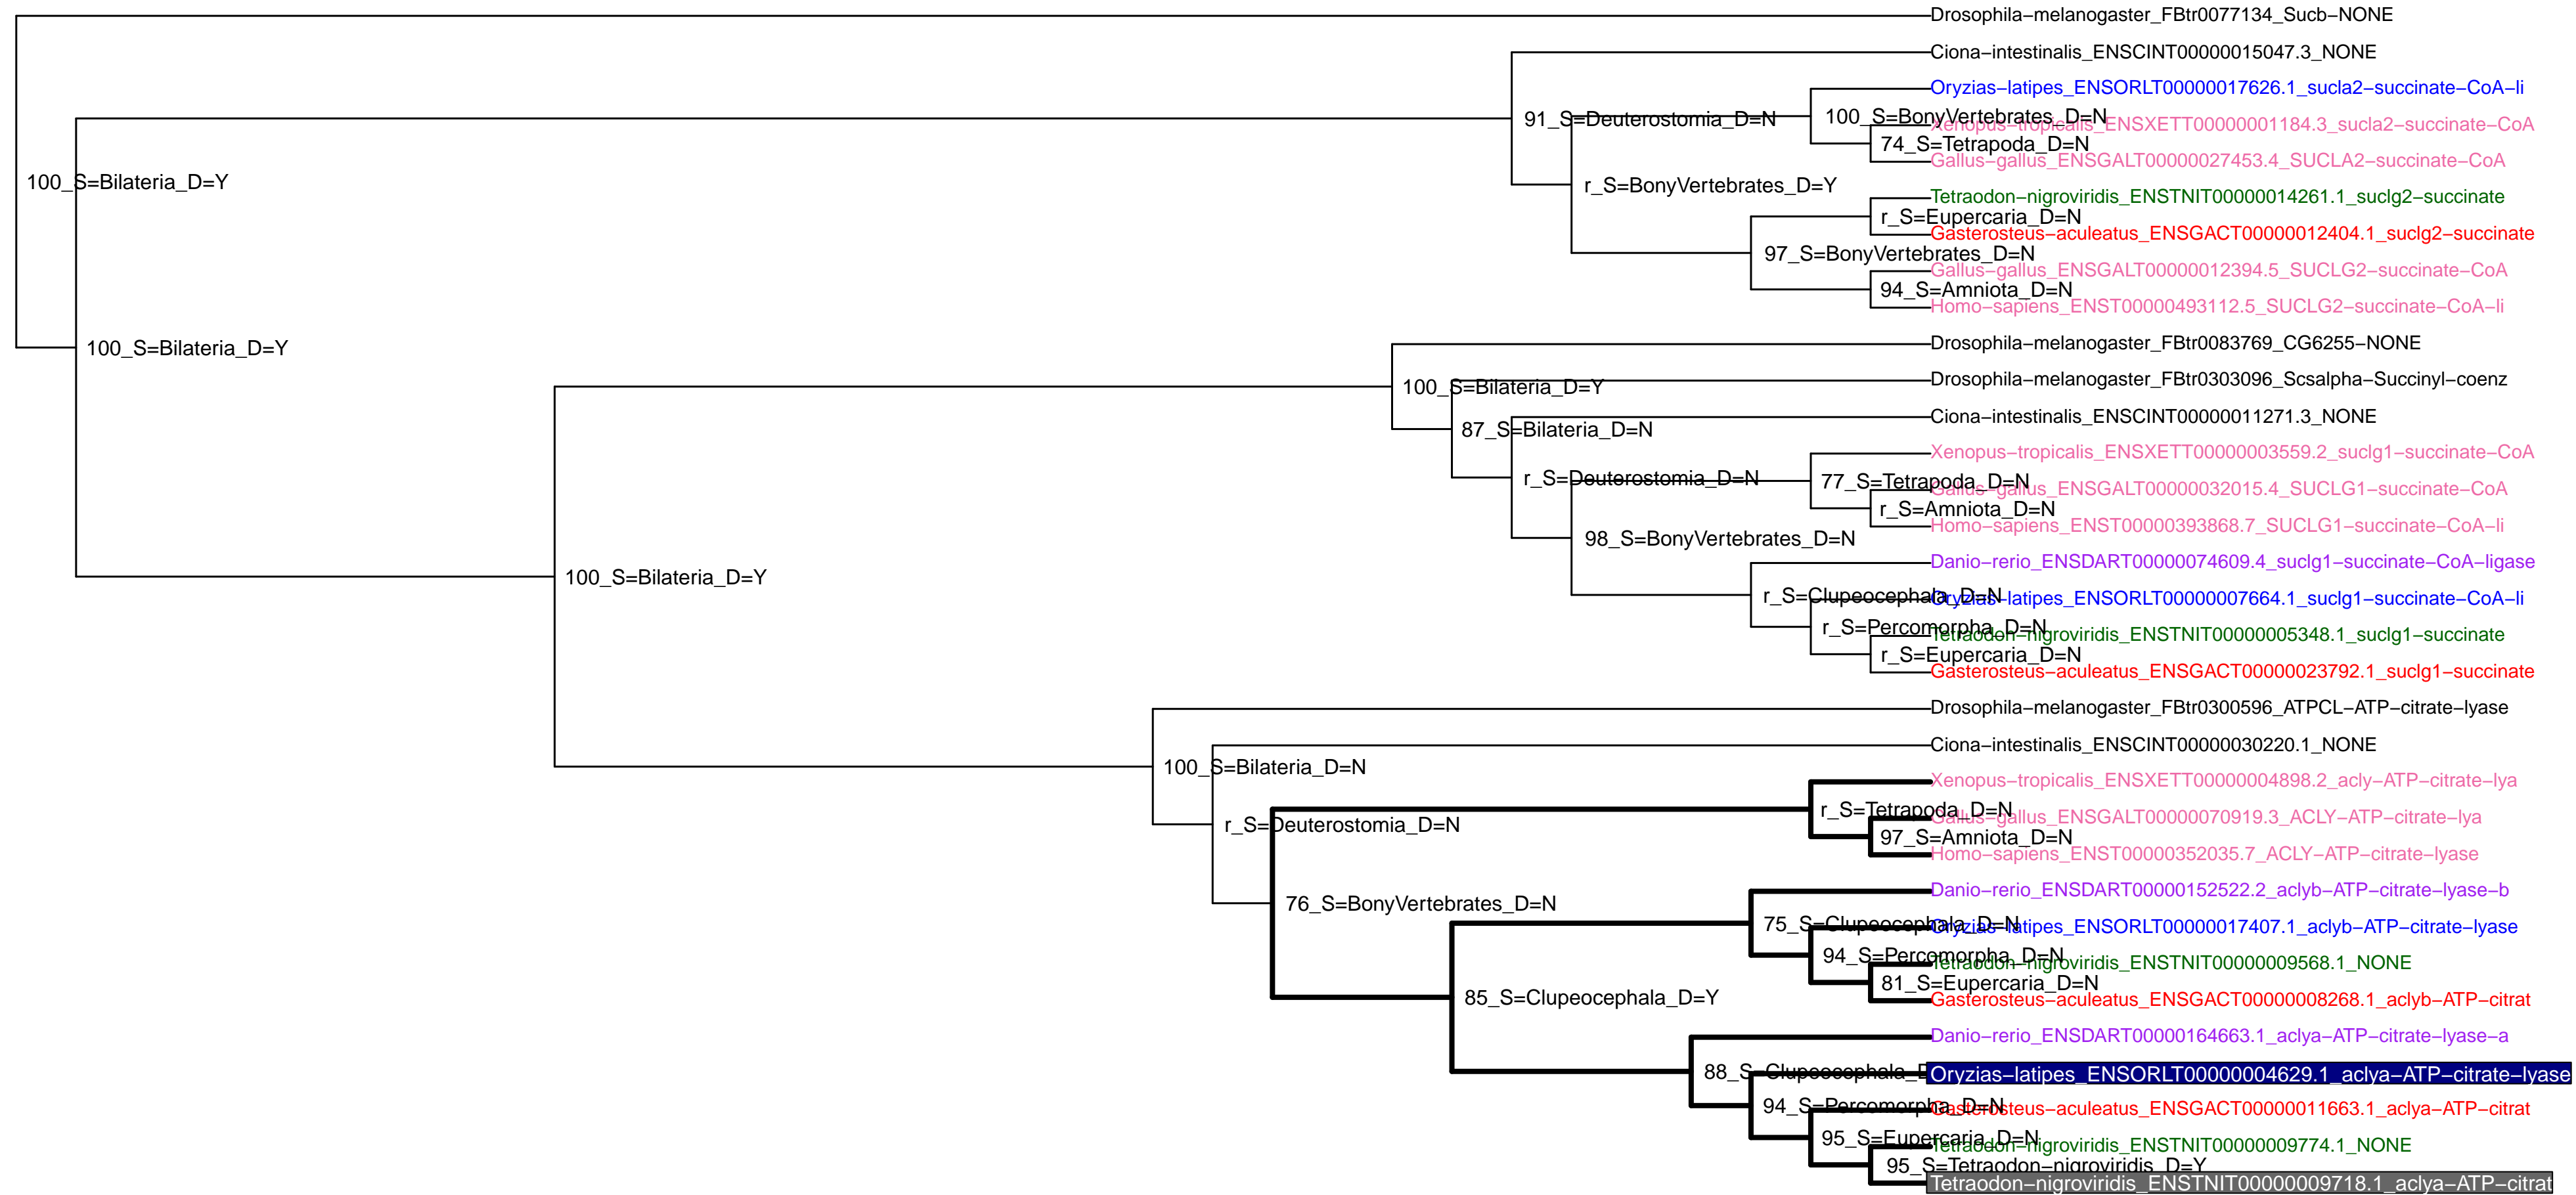 Drosophila−melanogaster_FBtr0077134_Sucb−NONE
Ciona−intestinalis_ENSCINT00000015047.3_NONE
Oryzias−latipes_ENSORLT00000017626.1_sucla2−succinate−CoA−li
100_S=BonyVertebrates_D=N
91_S=Deuterostomia_D=N
Xenopus−tropicalis_ENSXETT00000001184.3_sucla2−succinate−CoA
74_S=Tetrapoda_D=N
Gallus−gallus_ENSGALT00000027453.4_SUCLA2−succinate−CoA
100_S=Bilateria_D=Y
r_S=BonyVertebrates_D=Y
Tetraodon−nigroviridis_ENSTNIT00000014261.1_suclg2−succinate
r_S=Eupercaria_D=N
Gasterosteus−aculeatus_ENSGACT00000012404.1_suclg2−succinate
97_S=BonyVertebrates_D=N
Gallus−gallus_ENSGALT00000012394.5_SUCLG2−succinate−CoA
94_S=Amniota_D=N
Homo−sapiens_ENST00000493112.5_SUCLG2−succinate−CoA−li
100_S=Bilateria_D=Y
Drosophila−melanogaster_FBtr0083769_CG6255−NONE
100_S=Bilateria_D=Y
Drosophila−melanogaster_FBtr0303096_Scsalpha−Succinyl−coenz
Ciona−intestinalis_ENSCINT00000011271.3_NONE
87_S=Bilateria_D=N
Xenopus−tropicalis_ENSXETT00000003559.2_suclg1−succinate−CoA
r_S=Deuterostomia_D=N
77_S=Tetrapoda_D=N
Gallus−gallus_ENSGALT00000032015.4_SUCLG1−succinate−CoA
r_S=Amniota_D=N
Homo−sapiens_ENST00000393868.7_SUCLG1−succinate−CoA−li
98_S=BonyVertebrates_D=N
Danio−rerio_ENSDART00000074609.4_suclg1−succinate−CoA−ligase
100_S=Bilateria_D=Y
r_S=Clupeocephala_D=N
Oryzias−latipes_ENSORLT00000007664.1_suclg1−succinate−CoA−li
r_S=Percomorpha_D=N
Tetraodon−nigroviridis_ENSTNIT00000005348.1_suclg1−succinate
r_S=Eupercaria_D=N
Gasterosteus−aculeatus_ENSGACT00000023792.1_suclg1−succinate
Drosophila−melanogaster_FBtr0300596_ATPCL−ATP−citrate−lyase
Ciona−intestinalis_ENSCINT00000030220.1_NONE
100_S=Bilateria_D=N
Xenopus−tropicalis_ENSXETT00000004898.2_acly−ATP−citrate−lya
r_S=Tetrapoda_D=N
Gallus−gallus_ENSGALT00000070919.3_ACLY−ATP−citrate−lya
r_S=Deuterostomia_D=N
97_S=Amniota_D=N
Homo−sapiens_ENST00000352035.7_ACLY−ATP−citrate−lyase
Danio−rerio_ENSDART00000152522.2_aclyb−ATP−citrate−lyase−b
76_S=BonyVertebrates_D=N
75_S=Clupeocephala_D=N
Oryzias−latipes_ENSORLT00000017407.1_aclyb−ATP−citrate−lyase
94_S=Percomorpha_D=N
Tetraodon−nigroviridis_ENSTNIT00000009568.1_NONE
81_S=Eupercaria_D=N
85_S=Clupeocephala_D=Y
Gasterosteus−aculeatus_ENSGACT00000008268.1_aclyb−ATP−citrat
Danio−rerio_ENSDART00000164663.1_aclya−ATP−citrate−lyase−a
88_S=Clupeocephala_D
Oryzias−latipes_ENSORLT00000004629.1_aclya−ATP−citrate−lyase
94_S=Percomorpha_D=N
Gasterosteus−aculeatus_ENSGACT00000011663.1_aclya−ATP−citrat
95_S=Eupercaria_D=N
Tetraodon−nigroviridis_ENSTNIT00000009774.1_NONE
95_S=Tetraodon−nigroviridis_D=Y
Tetraodon−nigroviridis_ENSTNIT00000009718.1_aclya−ATP−citrat